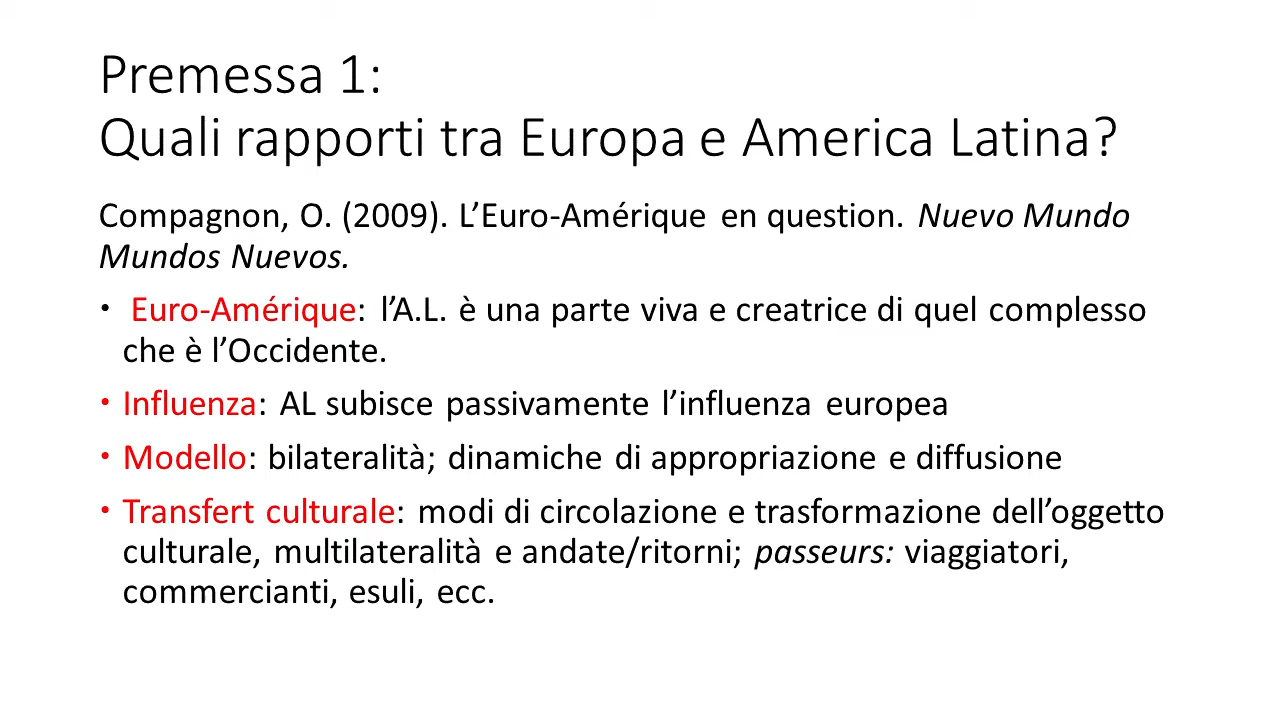 Premessa 1:
Quali rapporti tra Europa e America Latina?
Compagnon, O. (2009). L’Euro-Amérique en question. Nuevo Mundo
Mundos Nuevos.
• Euro-Amérique: l’A.L. è una parte viva e creatrice di quel complesso
che è l’Occidente.
• Influenza: AL subisce passivamente l’influenza europea
• Modello: bilateralità; dinamiche di appropriazione e diffusione
• Transfert culturale: modi di circolazione e trasformazione dell’oggetto
culturale, multilateralità e andate/ritorni; passeurs: viaggiatori,
commercianti, esuli, ecc.